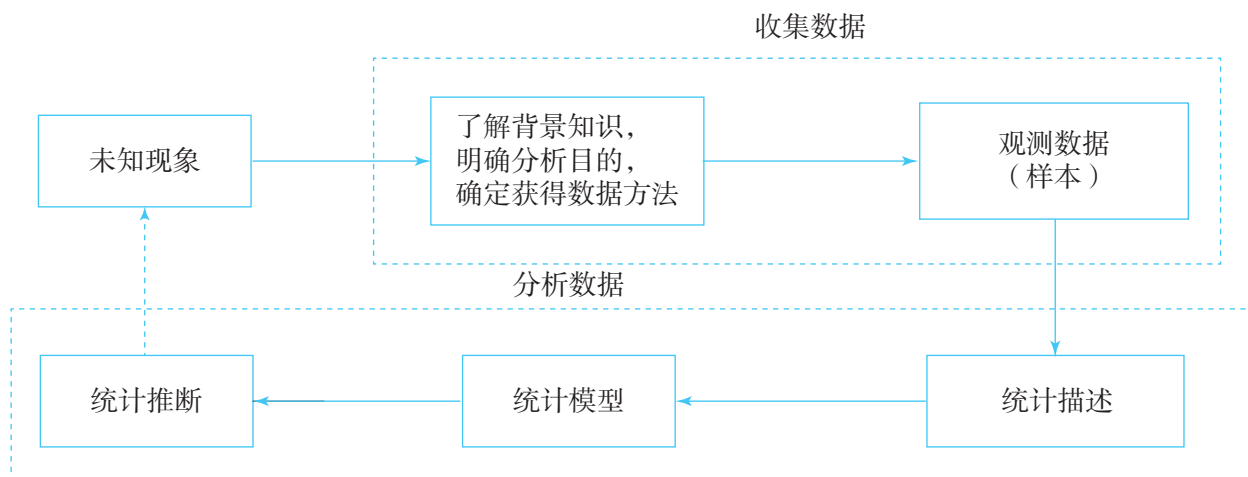 收集数据
未知现象
了解背景知识，
明确分析目的，
确定获得数据方法
观测数据
（样本）
分析数据
统计推断
统计模型
统计描述